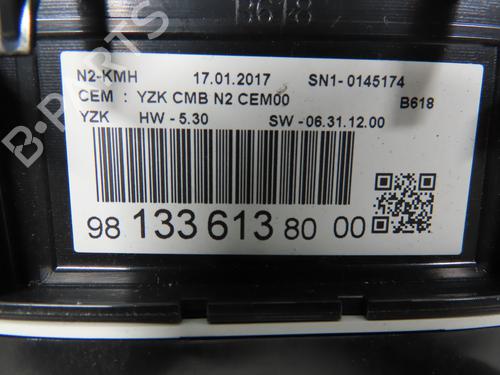 B618
N2-KMH 17.01.2017 SN1- 0145174
CEM : YZK CMB N2 CEM00 B618
YZK HW - 5.30 SW - 06.31.12.00
98 133 613 80 00
B-PARTS